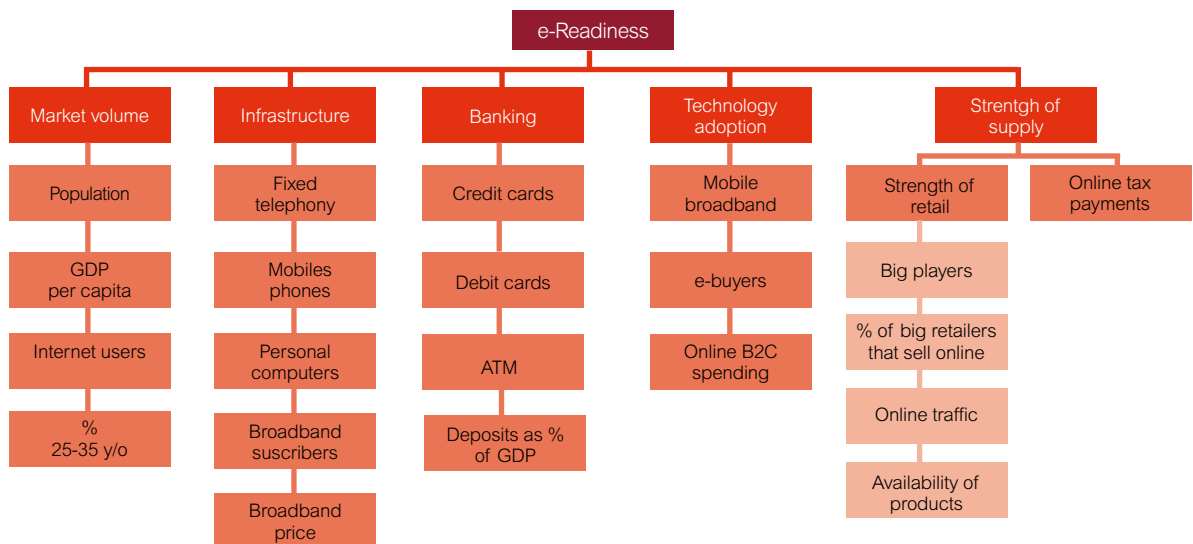 e-Readiness
Market volume
Population
GDP
per capita
Internet users
%
25-35 y/o
Infrastructure
Fixed
telephony
Mobiles
phones
Personal
computers
Broadband
suscribers
Broadband
price
Banking
Credit cards
Debit cards
ATM
Deposits as %
of GDP
Technology
adoption
Mobile
broadband
e-buyers
Online B2C
spending
Strentgh of
supply
Strength of
retail
Big players
% of big retailers
that sell online
Online traffic
Availability of
products
Online tax
payments